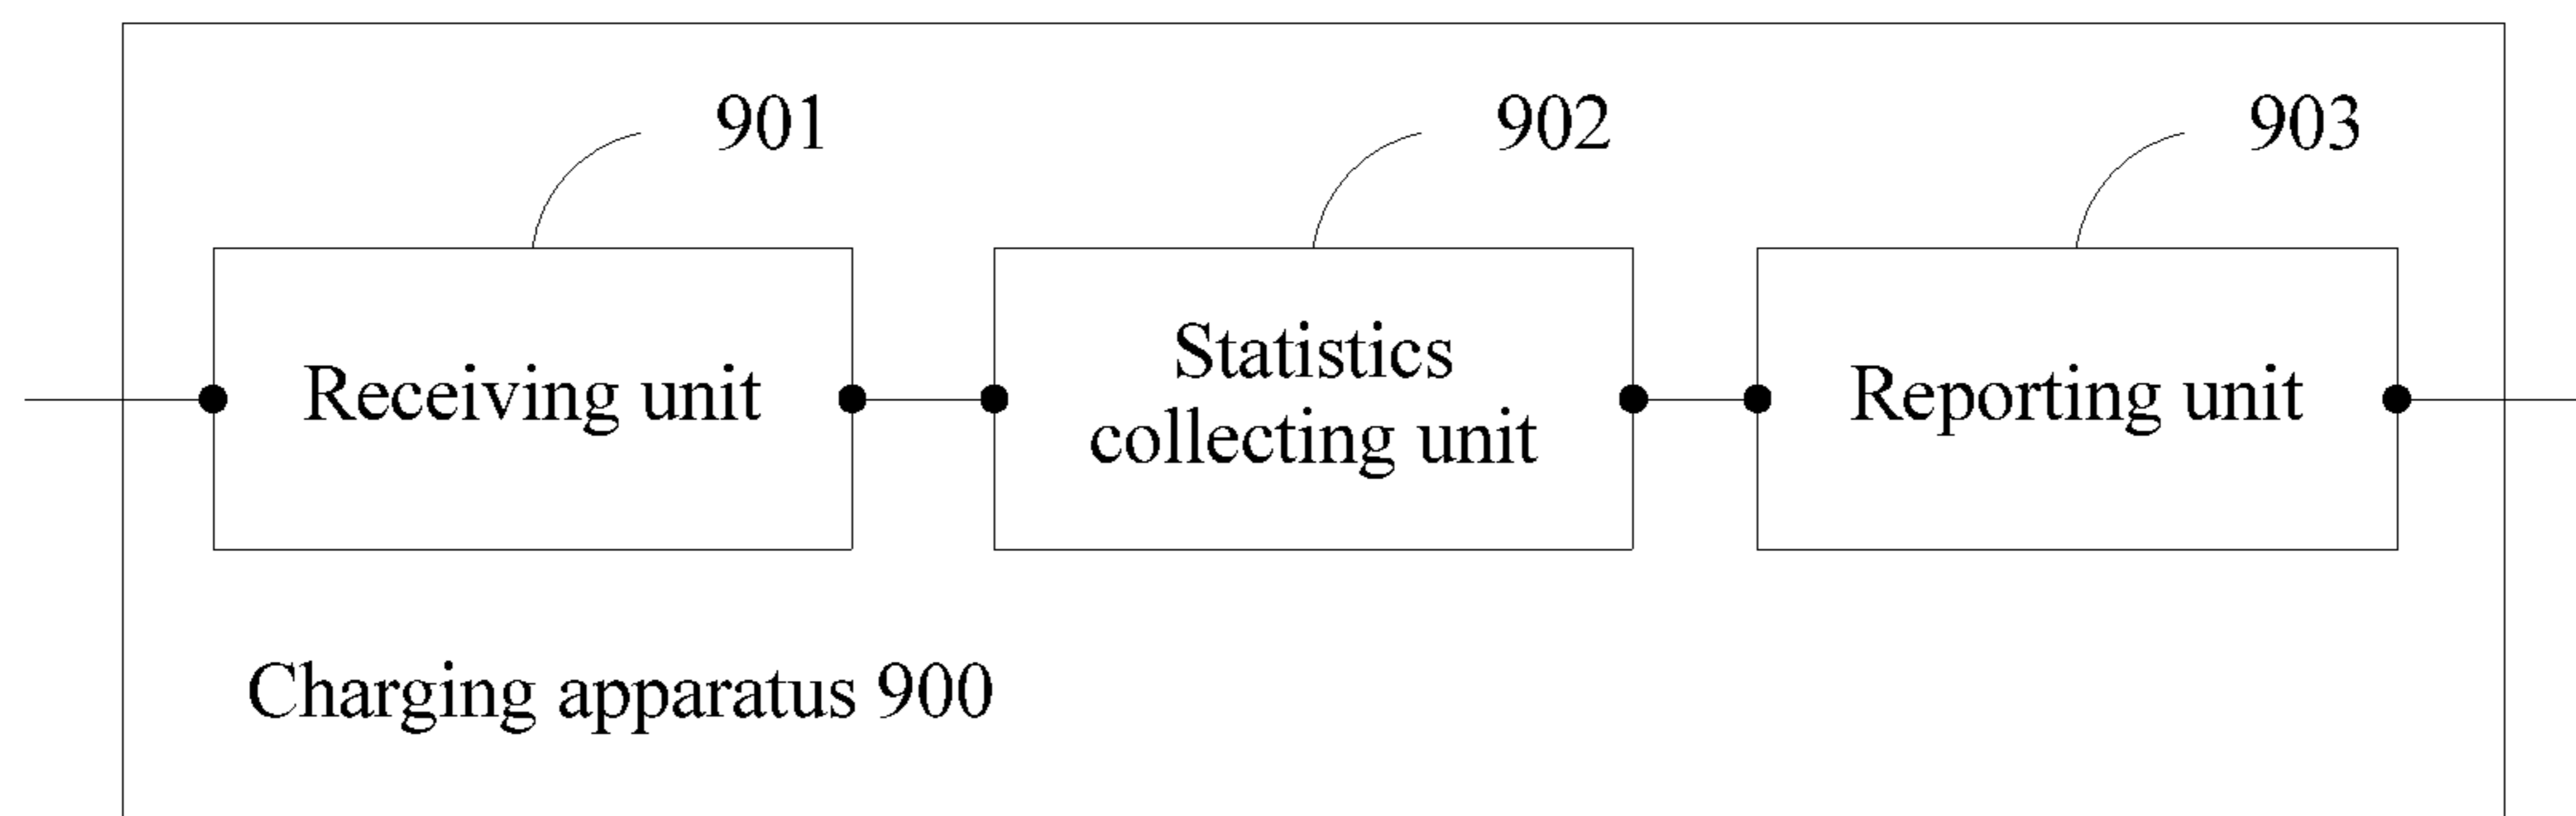 901
902
903
Receiving unit
Statistics
collecting unit
Reporting unit
Charging apparatus 900